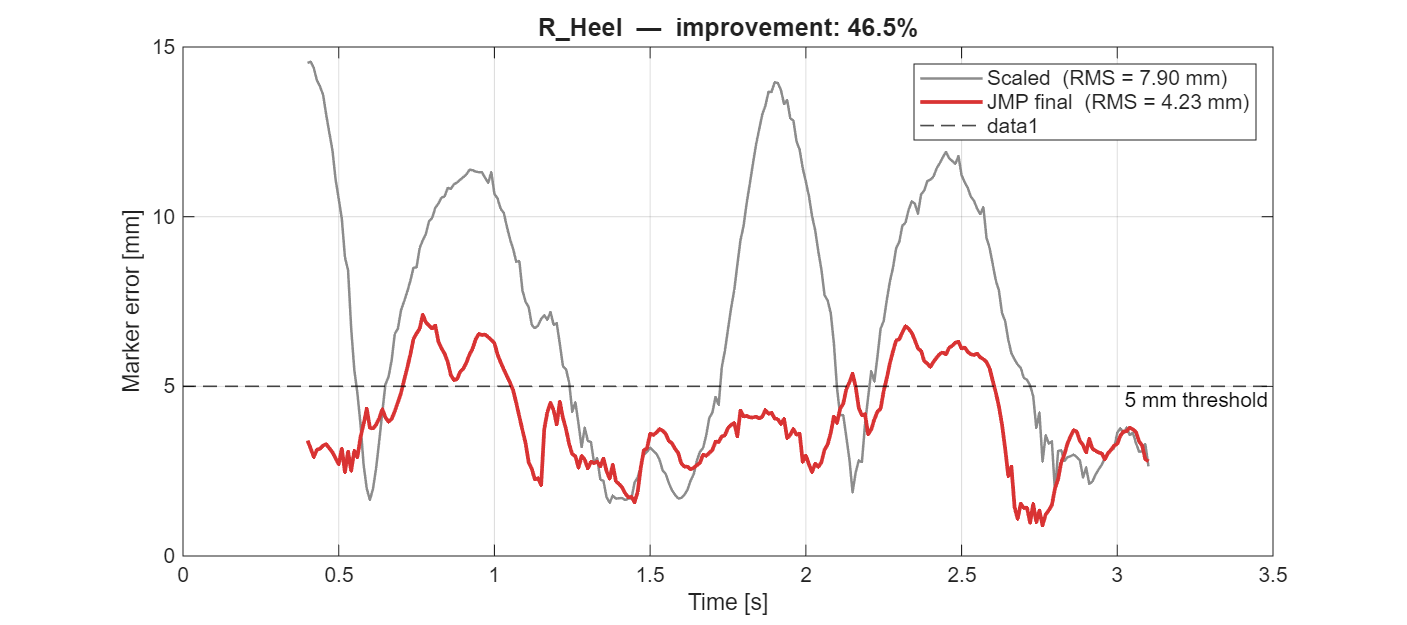 R_Heel — improvement: 46.5%
15
10
5
0
Marker error [mm]
Scaled (RMS = 7.90 mm)
JMP final (RMS = 4.23 mm)
data1
5 mm threshold
0 0.5 1 1.5 2 2.5 3 3.5
Time [s]